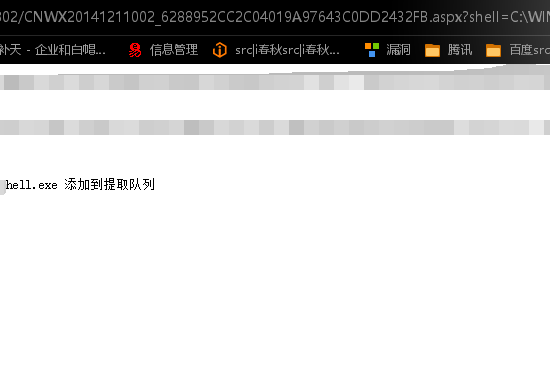 302/CNWX20141211002_6288952CC2C04019A97643C0DD2432FB.aspx?shell=C:\WIN
补天 - 企业和白帽... 信息管理 src|i春秋src|i春秋... 漏洞 腾讯 百度src
hell.exe 添加到提取队列